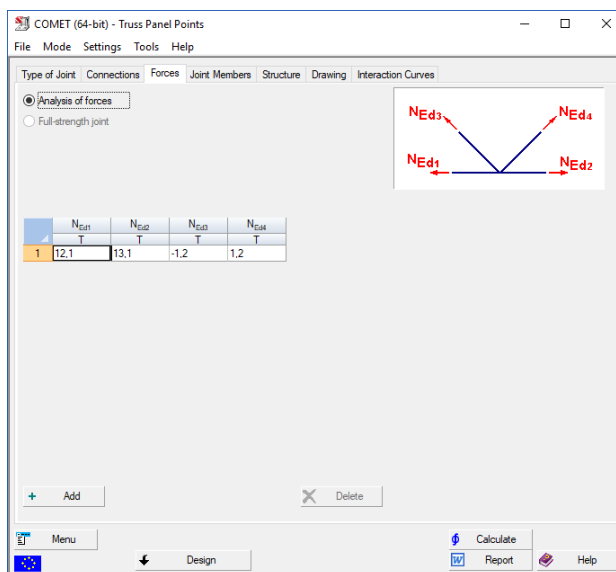 COMET (64-bit) - Truss Panel Points
File Mode Settings Tools Help
Type of Joint Connections Forces Joint Members Structure Drawing Interaction Curves
Analysis of forces
Full-strength joint
NEd3 NEd4
NEd1 NEd2
NEd1 NEd2 NEd3 NEd4
T T T T
1 12,1 13,1 -1,2 1,2
+ Add Delete
Menu Calculate
Design W Report Help